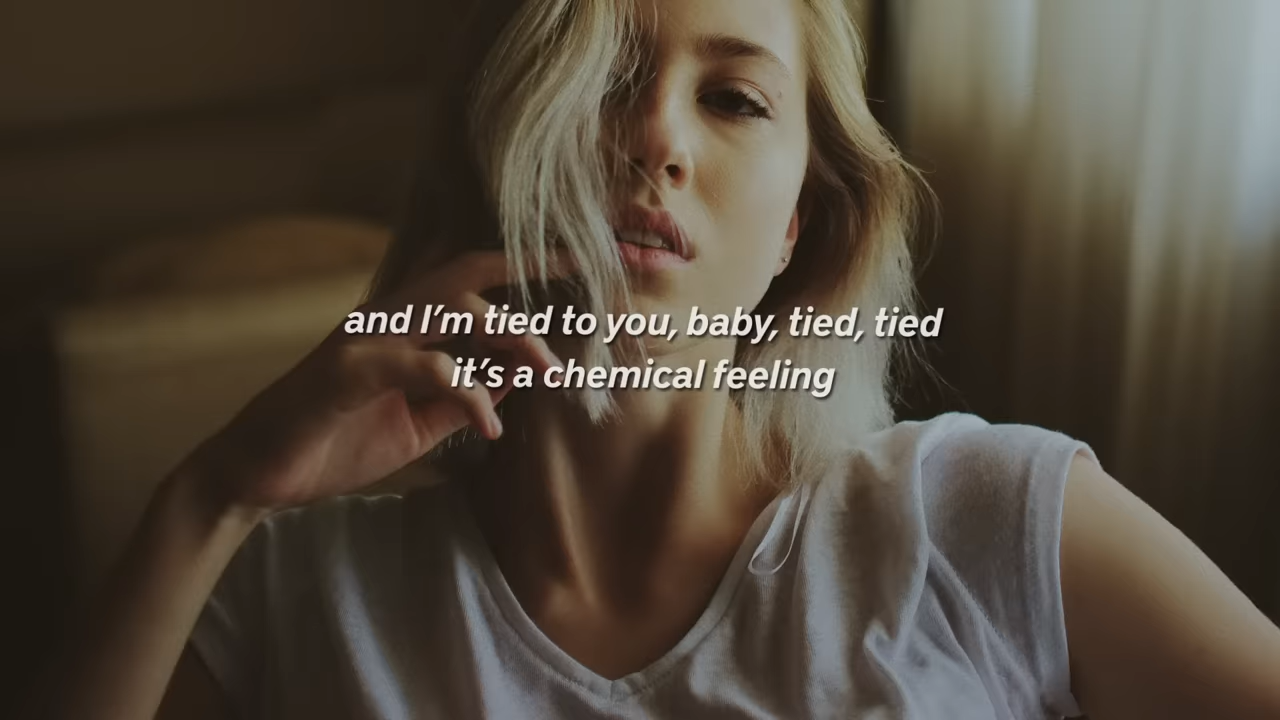 and I'm tied to you, baby, tied, tied
it's a chemical feeling